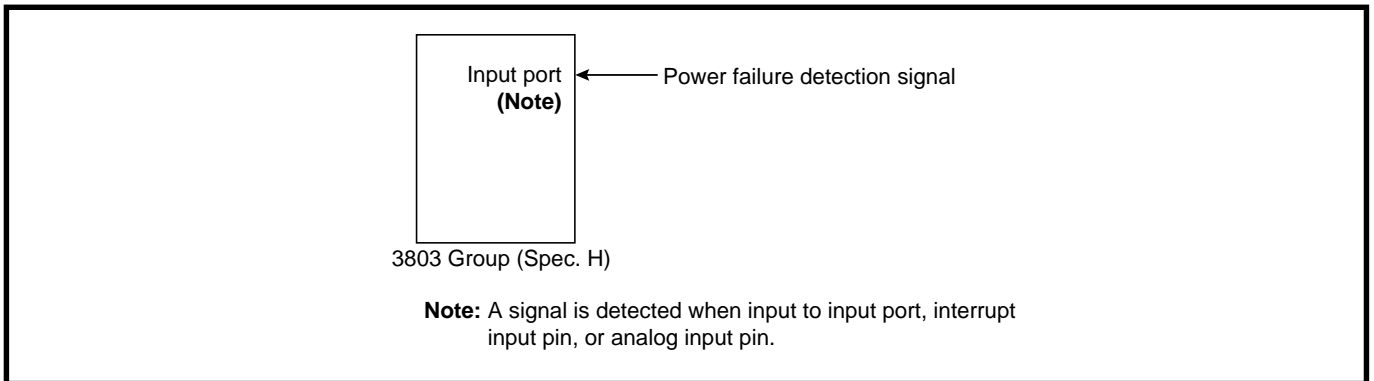 Input port
(Note)
Power failure detection signal
3803 Group (Spec. H)
Note: A signal is detected when input to input port, interrupt
input pin, or analog input pin.